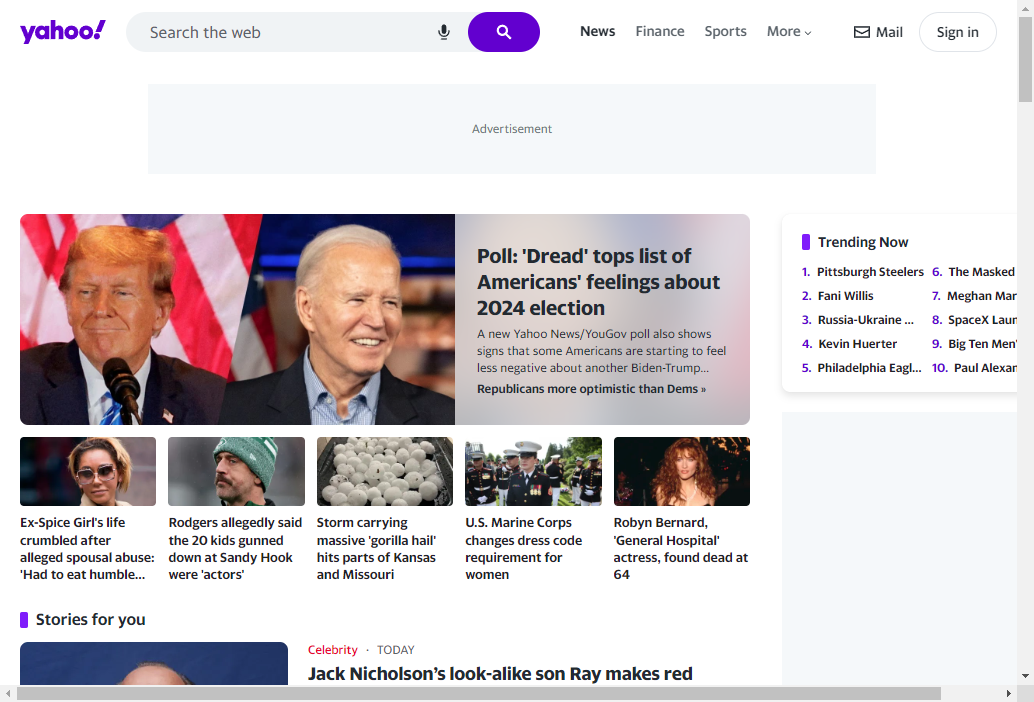 yahoo!
Search the web
News
Finance
Sports
More
Mail
Sign in
Advertisement
Poll: 'Dread' tops list of
Americans' feelings about
2024 election
A new Yahoo News/YouGov poll also shows
signs that some Americans are starting to feel
less negative about another Biden-Trump...
Republicans more optimistic than Dems »
Trending Now
1. Pittsburgh Steelers
6. The Masked
2. Fani Willis
7. Meghan Mar
3. Russia-Ukraine ...
8. SpaceX Laun
4. Kevin Huerter
9. Big Ten Men'
5. Philadelphia Eagl...
10. Paul Alexan
Ex-Spice Girl's life
crumbled after
alleged spousal abuse:
'Had to eat humble...
Rodgers allegedly said
the 20 kids gunned
down at Sandy Hook
were 'actors'
Storm carrying
massive 'gorilla hail'
hits parts of Kansas
and Missouri
U.S. Marine Corps
changes dress code
requirement for
women
Robyn Bernard,
'General Hospital'
actress, found dead at
64
Stories for you
Celebrity · TODAY
Jack Nicholson’s look-alike son Ray makes red